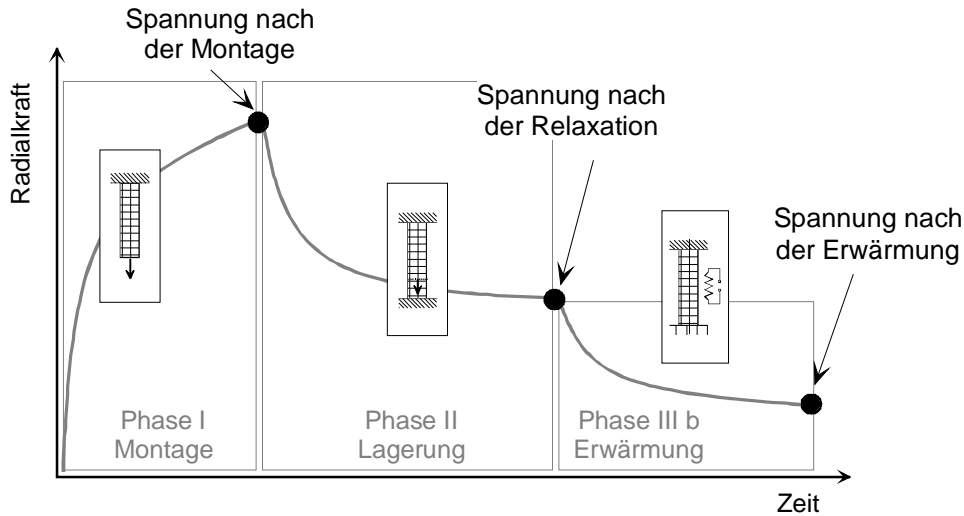 Spannung nach
der Montage
Spannung nach
der Relaxation
Spannung nach
der Erwärmung
Radialkraft
Phase I
Montage
Phase II
Lagerung
Phase III b
Erwärmung
Zeit